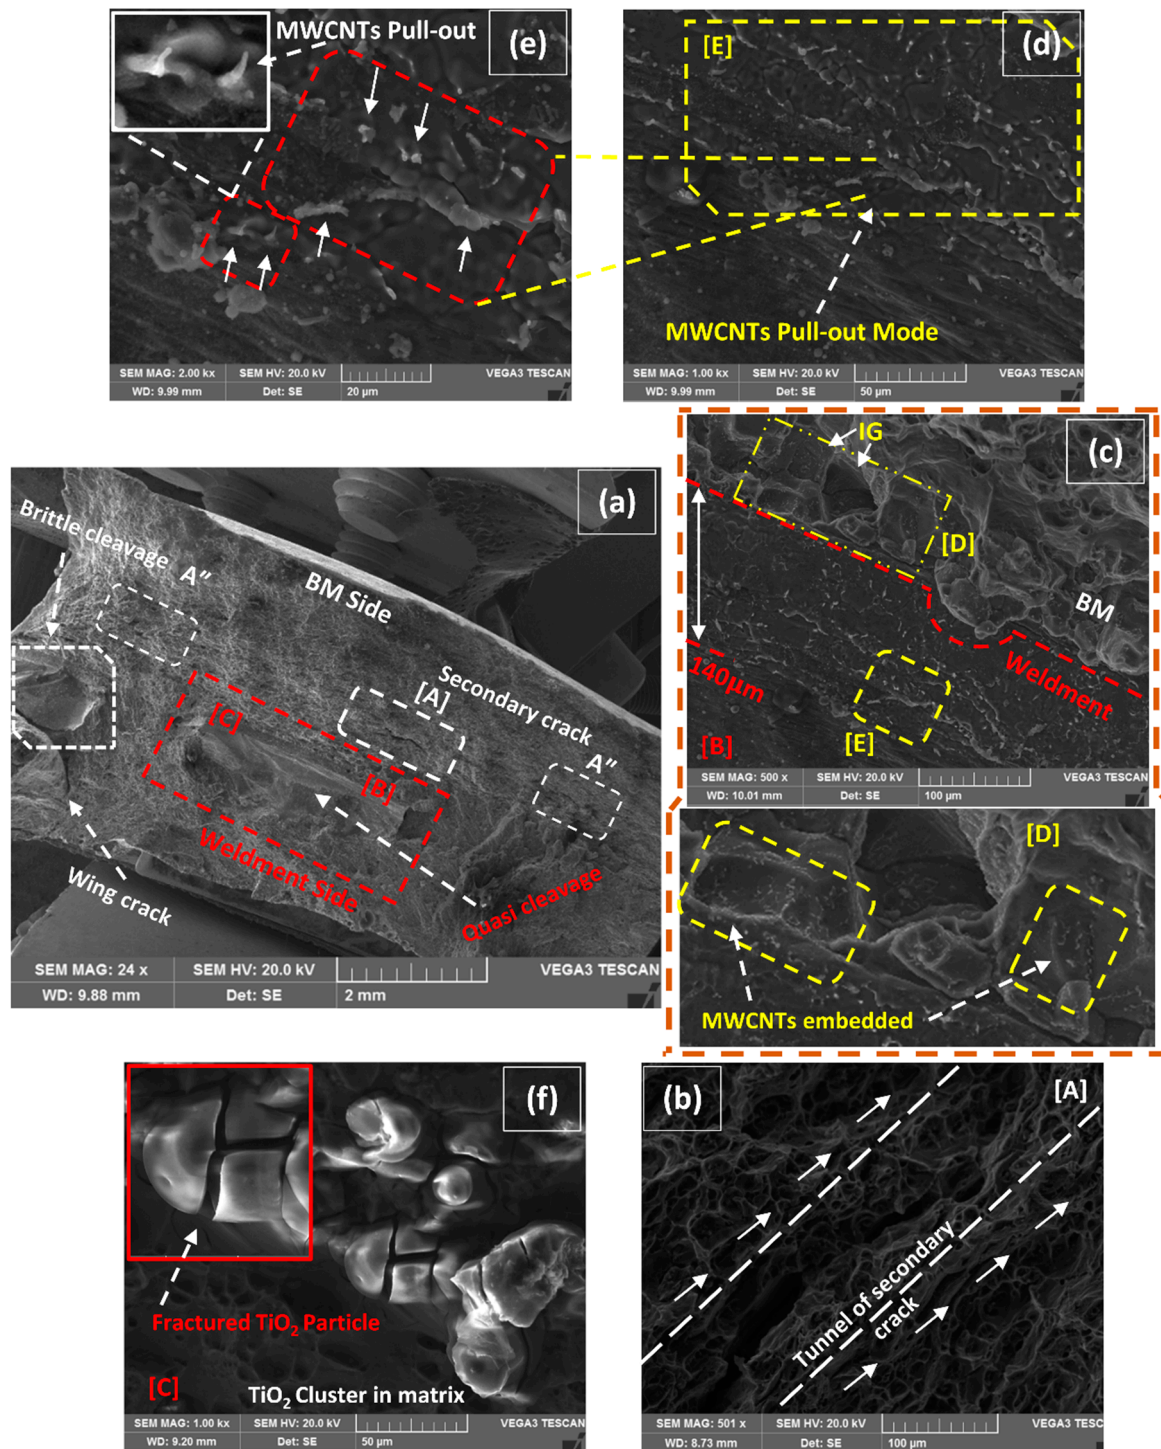 MWCNTs Pull-out
(e)
SEM MAG: 2.00 kx
SEM HV: 20.0 kV
VEGA3 TESCAN
WD: 9.99 mm
Det: SE
20 µm
[E]
(d)
MWCNTs Pull-out Mode
SEM MAG: 1.00 kx
SEM HV: 20.0 kV
VEGA3 TESCAN
WD: 9.99 mm
Det: SE
50 µm
(a)
Brittle cleavage
A"
BM Side
[A]
Secondary crack
[C]
[B]
A"
Weldment Side
Wing crack
Quasi cleavage
SEM MAG: 24 x
SEM HV: 20.0 kV
VEGA3 TESCAN
WD: 9.88 mm
Det: SE
2 mm
IG
(c)
[D]
BM
140µm
Weldment
[B]
[E]
SEM MAG: 500 x
SEM HV: 20.0 kV
VEGA3 TESCAN
WD: 10.01 mm
Det: SE
100 µm
[D]
MWCNTs embedded
(f)
Fractured TiO₂ Particle
[C]
TiO₂ Cluster in matrix
SEM MAG: 1.00 kx
SEM HV: 20.0 kV
VEGA3 TESC
WD: 9.20 mm
Det: SE
50 µm
(b)
[A]
Tunnel of secondary
crack
SEM MAG: 501 x
SEM HV: 20.0 kV
VEGA3 TESC
WD: 8.73 mm
Det: SE
100 µm